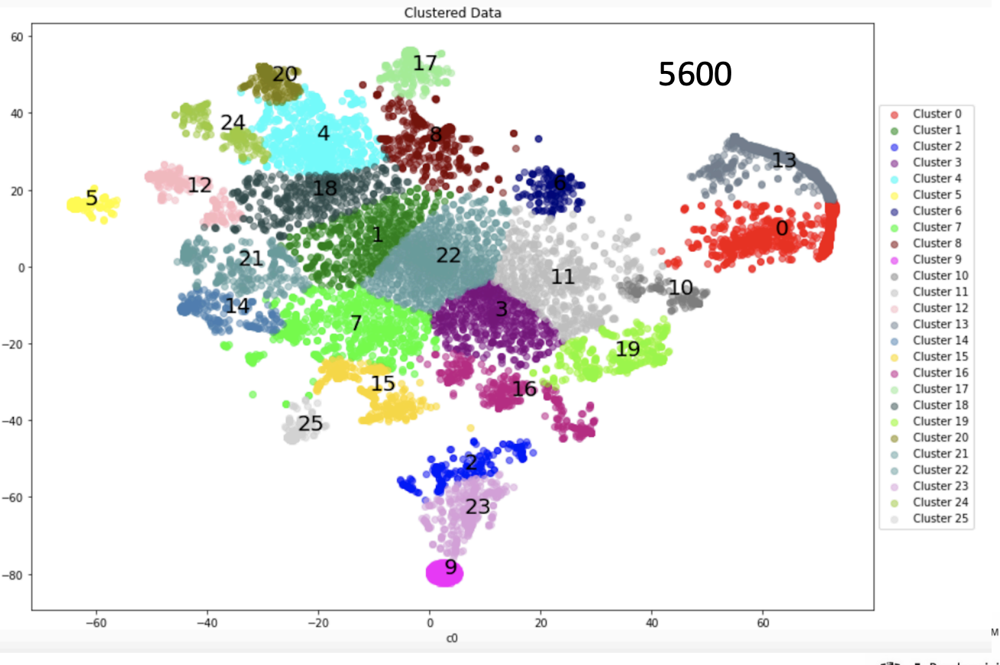 Clustered Data
5600
60
40
20
0
−20
−40
−60
−80
−60
−40
−20
0
20
40
60
c0
17
20
24
4
8
13
12
18
6
5
0
1
21
22
11
10
14
3
7
19
15
16
25
2
23
9
Cluster 0
Cluster 1
Cluster 2
Cluster 3
Cluster 4
Cluster 5
Cluster 6
Cluster 7
Cluster 8
Cluster 9
Cluster 10
Cluster 11
Cluster 12
Cluster 13
Cluster 14
Cluster 15
Cluster 16
Cluster 17
Cluster 18
Cluster 19
Cluster 20
Cluster 21
Cluster 22
Cluster 23
Cluster 24
Cluster 25
M